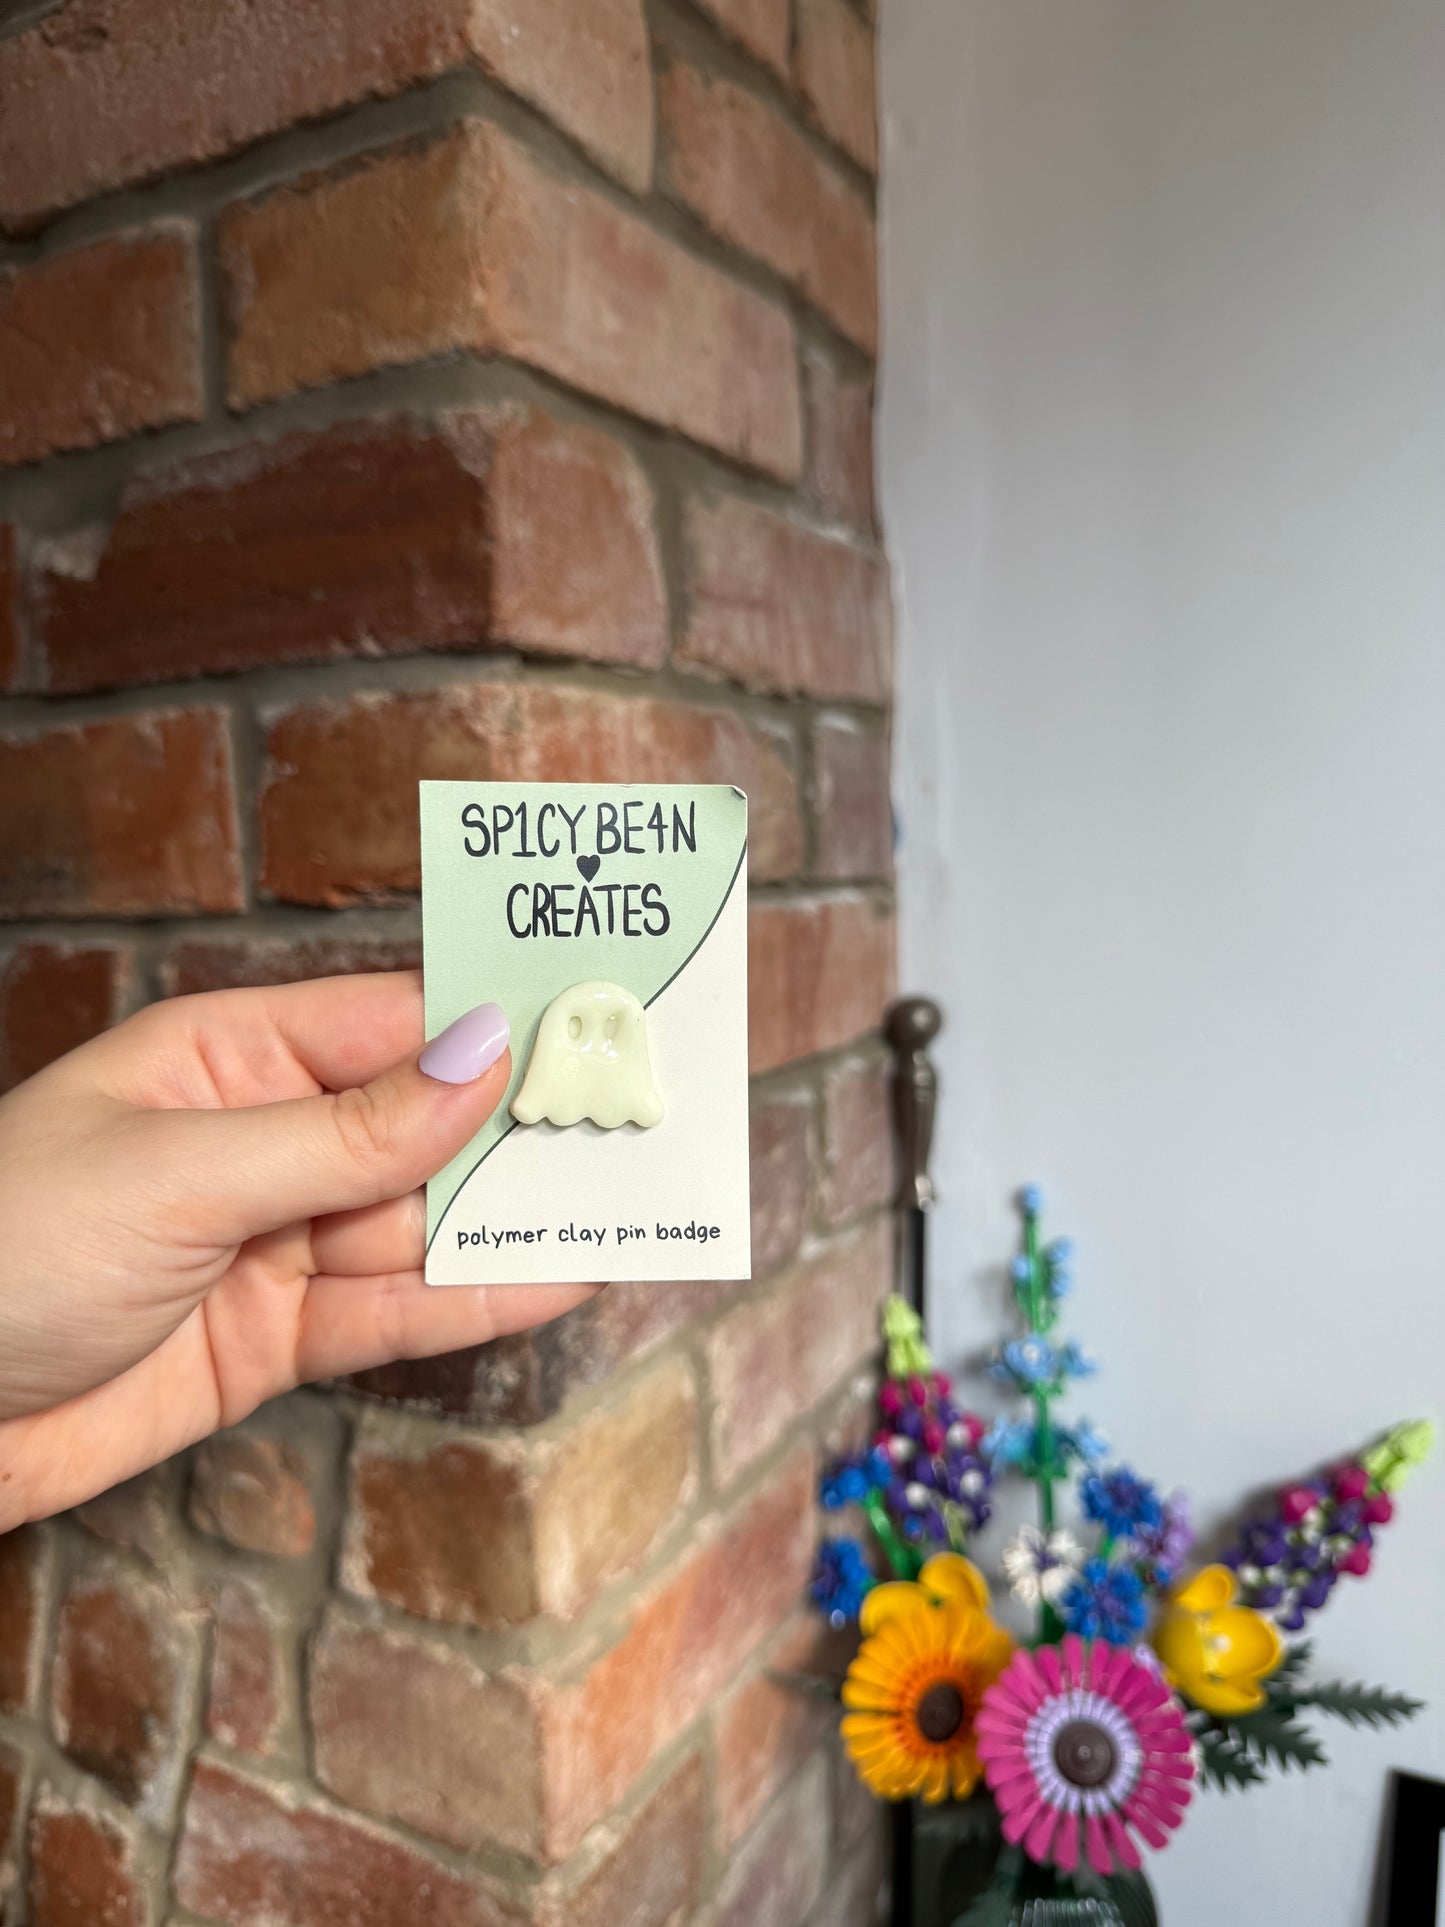 SP1CY BE4N
CREATES
polymer clay pin badge